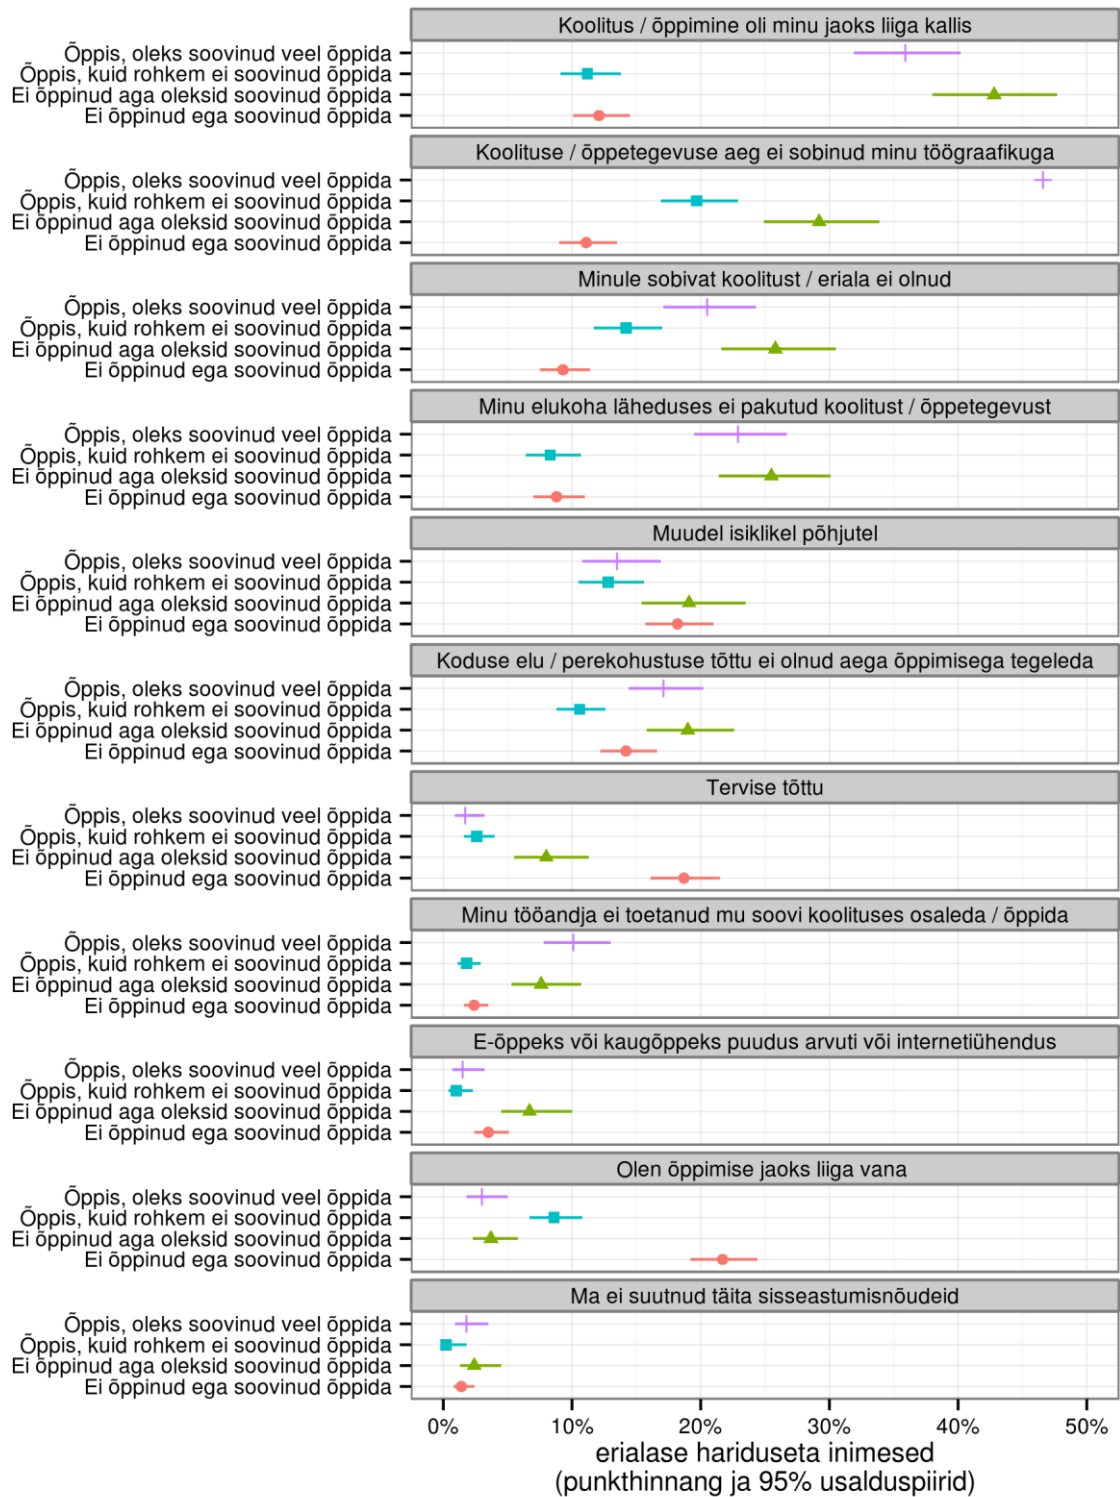 Koolitus / õppimine oli minu jaoks liiga kallis
Õppis, oleks soovinud veel õppida
Õppis, kuid rohkem ei soovinud õppida
Ei õppinud aga oleksid soovinud õppida
Ei õppinud ega soovinud õppida
Koolituse / õppetegevuse aeg ei sobinud minu töögraafikuga
Õppis, oleks soovinud veel õppida
Õppis, kuid rohkem ei soovinud õppida
Ei õppinud aga oleksid soovinud õppida
Ei õppinud ega soovinud õppida
Minule sobivat koolitust / eriala ei olnud
Õppis, oleks soovinud veel õppida
Õppis, kuid rohkem ei soovinud õppida
Ei õppinud aga oleksid soovinud õppida
Ei õppinud ega soovinud õppida
Minu elukoha läheduses ei pakutud koolitust / õppetegevust
Õppis, oleks soovinud veel õppida
Õppis, kuid rohkem ei soovinud õppida
Ei õppinud aga oleksid soovinud õppida
Ei õppinud ega soovinud õppida
Muudel isiklikel põhjutel
Õppis, oleks soovinud veel õppida
Õppis, kuid rohkem ei soovinud õppida
Ei õppinud aga oleksid soovinud õppida
Ei õppinud ega soovinud õppida
Koduse elu / perekohustuse tõttu ei olnud aega õppimisega tegeleda
Õppis, oleks soovinud veel õppida
Õppis, kuid rohkem ei soovinud õppida
Ei õppinud aga oleksid soovinud õppida
Ei õppinud ega soovinud õppida
Tervise tõttu
Õppis, oleks soovinud veel õppida
Õppis, kuid rohkem ei soovinud õppida
Ei õppinud aga oleksid soovinud õppida
Ei õppinud ega soovinud õppida
Minu tööandja ei toetanud mu soovi koolituses osaleda / õppida
Õppis, oleks soovinud veel õppida
Õppis, kuid rohkem ei soovinud õppida
Ei õppinud aga oleksid soovinud õppida
Ei õppinud ega soovinud õppida
E-õppeks või kaugõppeks puudus arvuti või internetiühendus
Õppis, oleks soovinud veel õppida
Õppis, kuid rohkem ei soovinud õppida
Ei õppinud aga oleksid soovinud õppida
Ei õppinud ega soovinud õppida
Olen õppimise jaoks liiga vana
Õppis, oleks soovinud veel õppida
Õppis, kuid rohkem ei soovinud õppida
Ei õppinud aga oleksid soovinud õppida
Ei õppinud ega soovinud õppida
Ma ei suutnud täita sisseastumisnõudeid
Õppis, oleks soovinud veel õppida
Õppis, kuid rohkem ei soovinud õppida
Ei õppinud aga oleksid soovinud õppida
Ei õppinud ega soovinud õppida
0% 10% 20% 30% 40% 50%
erialase hariduseta inimesed
(punkthinnang ja 95% usalduspiirid)